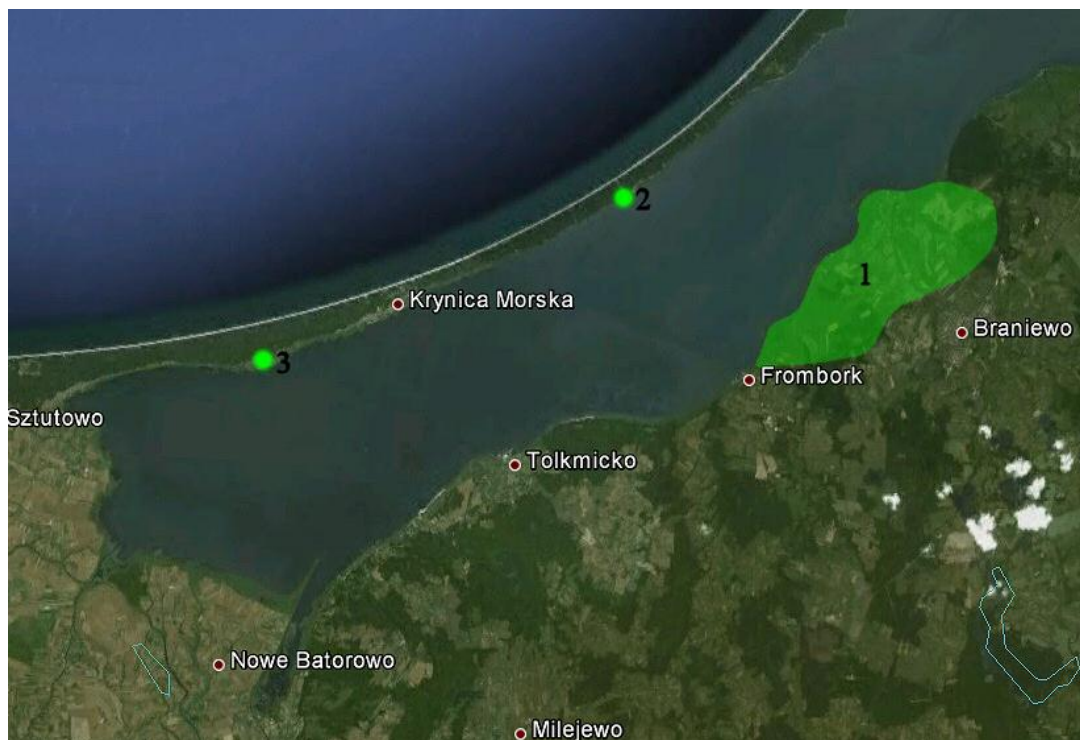 2
Krynica Morska
1
Braniewo
3
Frombork
Sztutowo
Tolkmicko
Nowe Batorowo
Milejewo